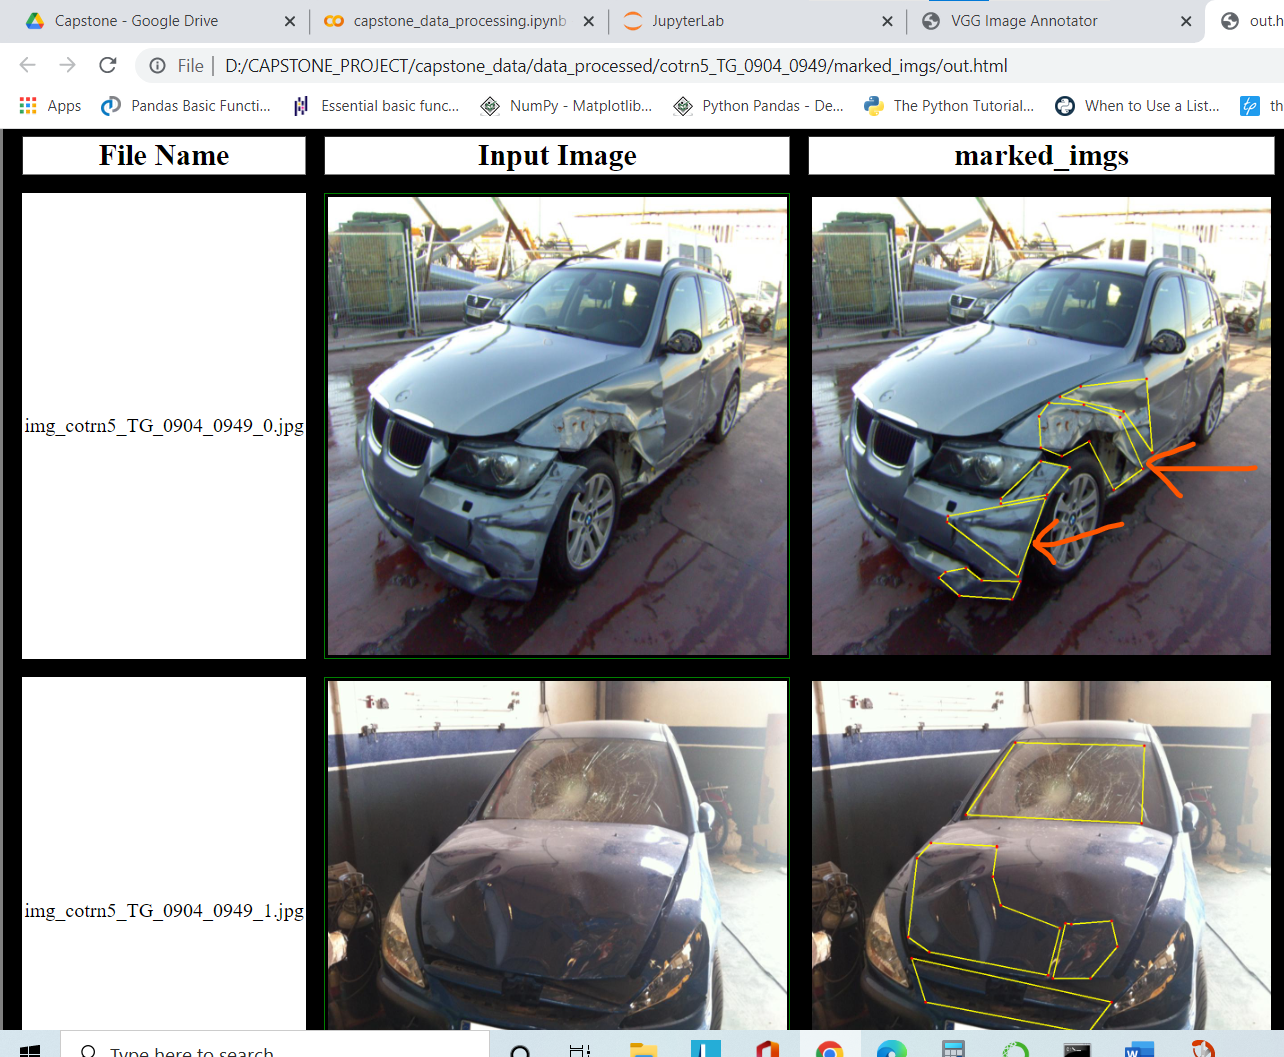 Capstone - Google Drive
capstone_data_processing.ipynb
JupyterLab
VGG Image Annotator
out.h
File
D:/CAPSTONE_PROJECT/capstone_data/data_processed/cotrn5_TG_0904_0949/marked_imgs/out.html
Apps
Pandas Basic Functi...
Essential basic func...
NumPy - Matplotlib...
Python Pandas - De...
The Python Tutorial...
When to Use a List...
tp
th
File Name
Input Image
marked_imgs
img_cotrn5_TG_0904_0949_0.jpg
img_cotrn5_TG_0904_0949_1.jpg
Type here to search